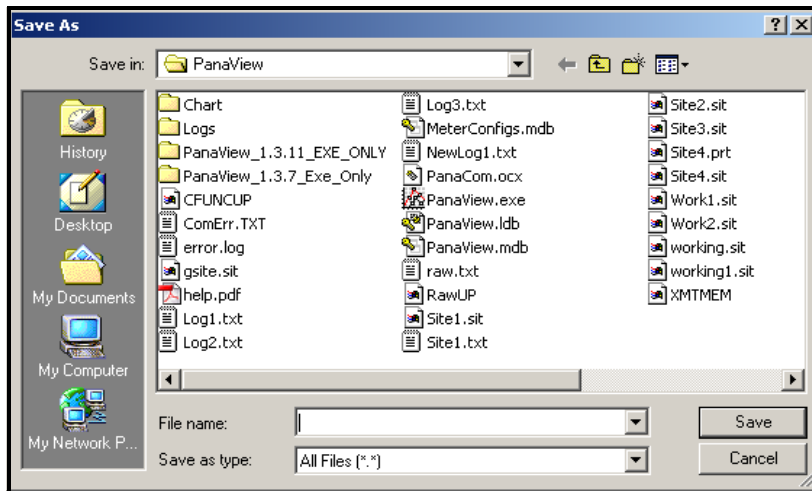 Save As
Save in:
PanaView
History
Desktop
My Documents
My Computer
My Network P...
Chart
Logs
PanaView_1.3.11_EXE_ONLY
PanaView_1.3.7_Exe_Only
CFUNCUP
ComErr.TXT
error.log
gsite.sit
help.pdf
Log1.txt
Log2.txt
Log3.txt
MeterConfigs.mdb
NewLog1.txt
PanaCom.ocx
PanaView.exe
PanaView.ldb
PanaView.mdb
raw.txt
RawUP
Site1.sit
Site1.txt
Site2.sit
Site3.sit
Site4.prt
Site4.sit
Work1.sit
Work2.sit
working.sit
working1.sit
XMTMEM
File name:
Save
Save as type:
All Files (*.*)
Cancel